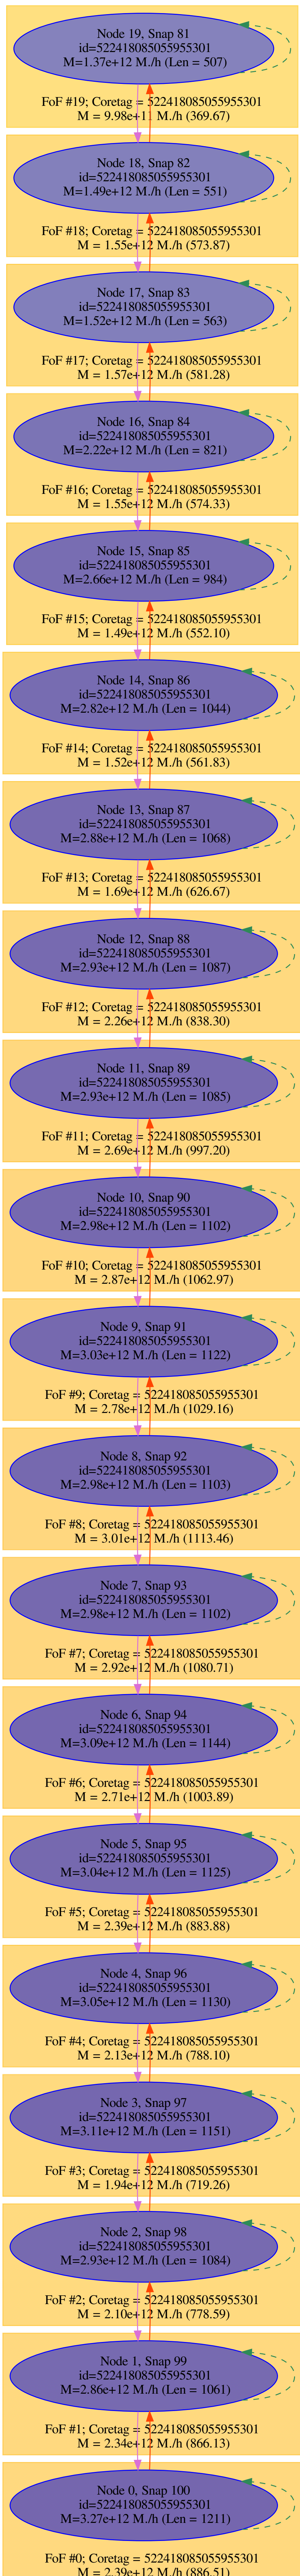 Node 19, Snap 81
id=522418085055955301
M=1.37e+12 M./h (Len = 507)
FoF #19; Coretag = 522418085055955301
M = 9.98e+11 M./h (369.67)
Node 18, Snap 82
id=522418085055955301
M=1.49e+12 M./h (Len = 551)
FoF #18; Coretag = 522418085055955301
M = 1.55e+12 M./h (573.87)
Node 17, Snap 83
id=522418085055955301
M=1.52e+12 M./h (Len = 563)
FoF #17; Coretag = 522418085055955301
M = 1.57e+12 M./h (581.28)
Node 16, Snap 84
id=522418085055955301
M=2.22e+12 M./h (Len = 821)
FoF #16; Coretag = 522418085055955301
M = 1.55e+12 M./h (574.33)
Node 15, Snap 85
id=522418085055955301
M=2.66e+12 M./h (Len = 984)
FoF #15; Coretag = 522418085055955301
M = 1.49e+12 M./h (552.10)
Node 14, Snap 86
id=522418085055955301
M=2.82e+12 M./h (Len = 1044)
FoF #14; Coretag = 522418085055955301
M = 1.52e+12 M./h (561.83)
Node 13, Snap 87
id=522418085055955301
M=2.88e+12 M./h (Len = 1068)
FoF #13; Coretag = 522418085055955301
M = 1.69e+12 M./h (626.67)
Node 12, Snap 88
id=522418085055955301
M=2.93e+12 M./h (Len = 1087)
FoF #12; Coretag = 522418085055955301
M = 2.26e+12 M./h (838.30)
Node 11, Snap 89
id=522418085055955301
M=2.93e+12 M./h (Len = 1085)
FoF #11; Coretag = 522418085055955301
M = 2.69e+12 M./h (997.20)
Node 10, Snap 90
id=522418085055955301
M=2.98e+12 M./h (Len = 1102)
FoF #10; Coretag = 522418085055955301
M = 2.87e+12 M./h (1062.97)
Node 9, Snap 91
id=522418085055955301
M=3.03e+12 M./h (Len = 1122)
FoF #9; Coretag = 522418085055955301
M = 2.78e+12 M./h (1029.16)
Node 8, Snap 92
id=522418085055955301
M=2.98e+12 M./h (Len = 1103)
FoF #8; Coretag = 522418085055955301
M = 3.01e+12 M./h (1113.46)
Node 7, Snap 93
id=522418085055955301
M=2.98e+12 M./h (Len = 1102)
FoF #7; Coretag = 522418085055955301
M = 2.92e+12 M./h (1080.71)
Node 6, Snap 94
id=522418085055955301
M=3.09e+12 M./h (Len = 1144)
FoF #6; Coretag = 522418085055955301
M = 2.71e+12 M./h (1003.89)
Node 5, Snap 95
id=522418085055955301
M=3.04e+12 M./h (Len = 1125)
FoF #5; Coretag = 522418085055955301
M = 2.39e+12 M./h (883.88)
Node 4, Snap 96
id=522418085055955301
M=3.05e+12 M./h (Len = 1130)
FoF #4; Coretag = 522418085055955301
M = 2.13e+12 M./h (788.10)
Node 3, Snap 97
id=522418085055955301
M=3.11e+12 M./h (Len = 1151)
FoF #3; Coretag = 522418085055955301
M = 1.94e+12 M./h (719.26)
Node 2, Snap 98
id=522418085055955301
M=2.93e+12 M./h (Len = 1084)
FoF #2; Coretag = 522418085055955301
M = 2.10e+12 M./h (778.59)
Node 1, Snap 99
id=522418085055955301
M=2.86e+12 M./h (Len = 1061)
FoF #1; Coretag = 522418085055955301
M = 2.34e+12 M./h (866.13)
Node 0, Snap 100
id=522418085055955301
M=3.27e+12 M./h (Len = 1211)
FoF #0; Coretag = 522418085055955301
M = 2.39e+12 M./h (886.51)